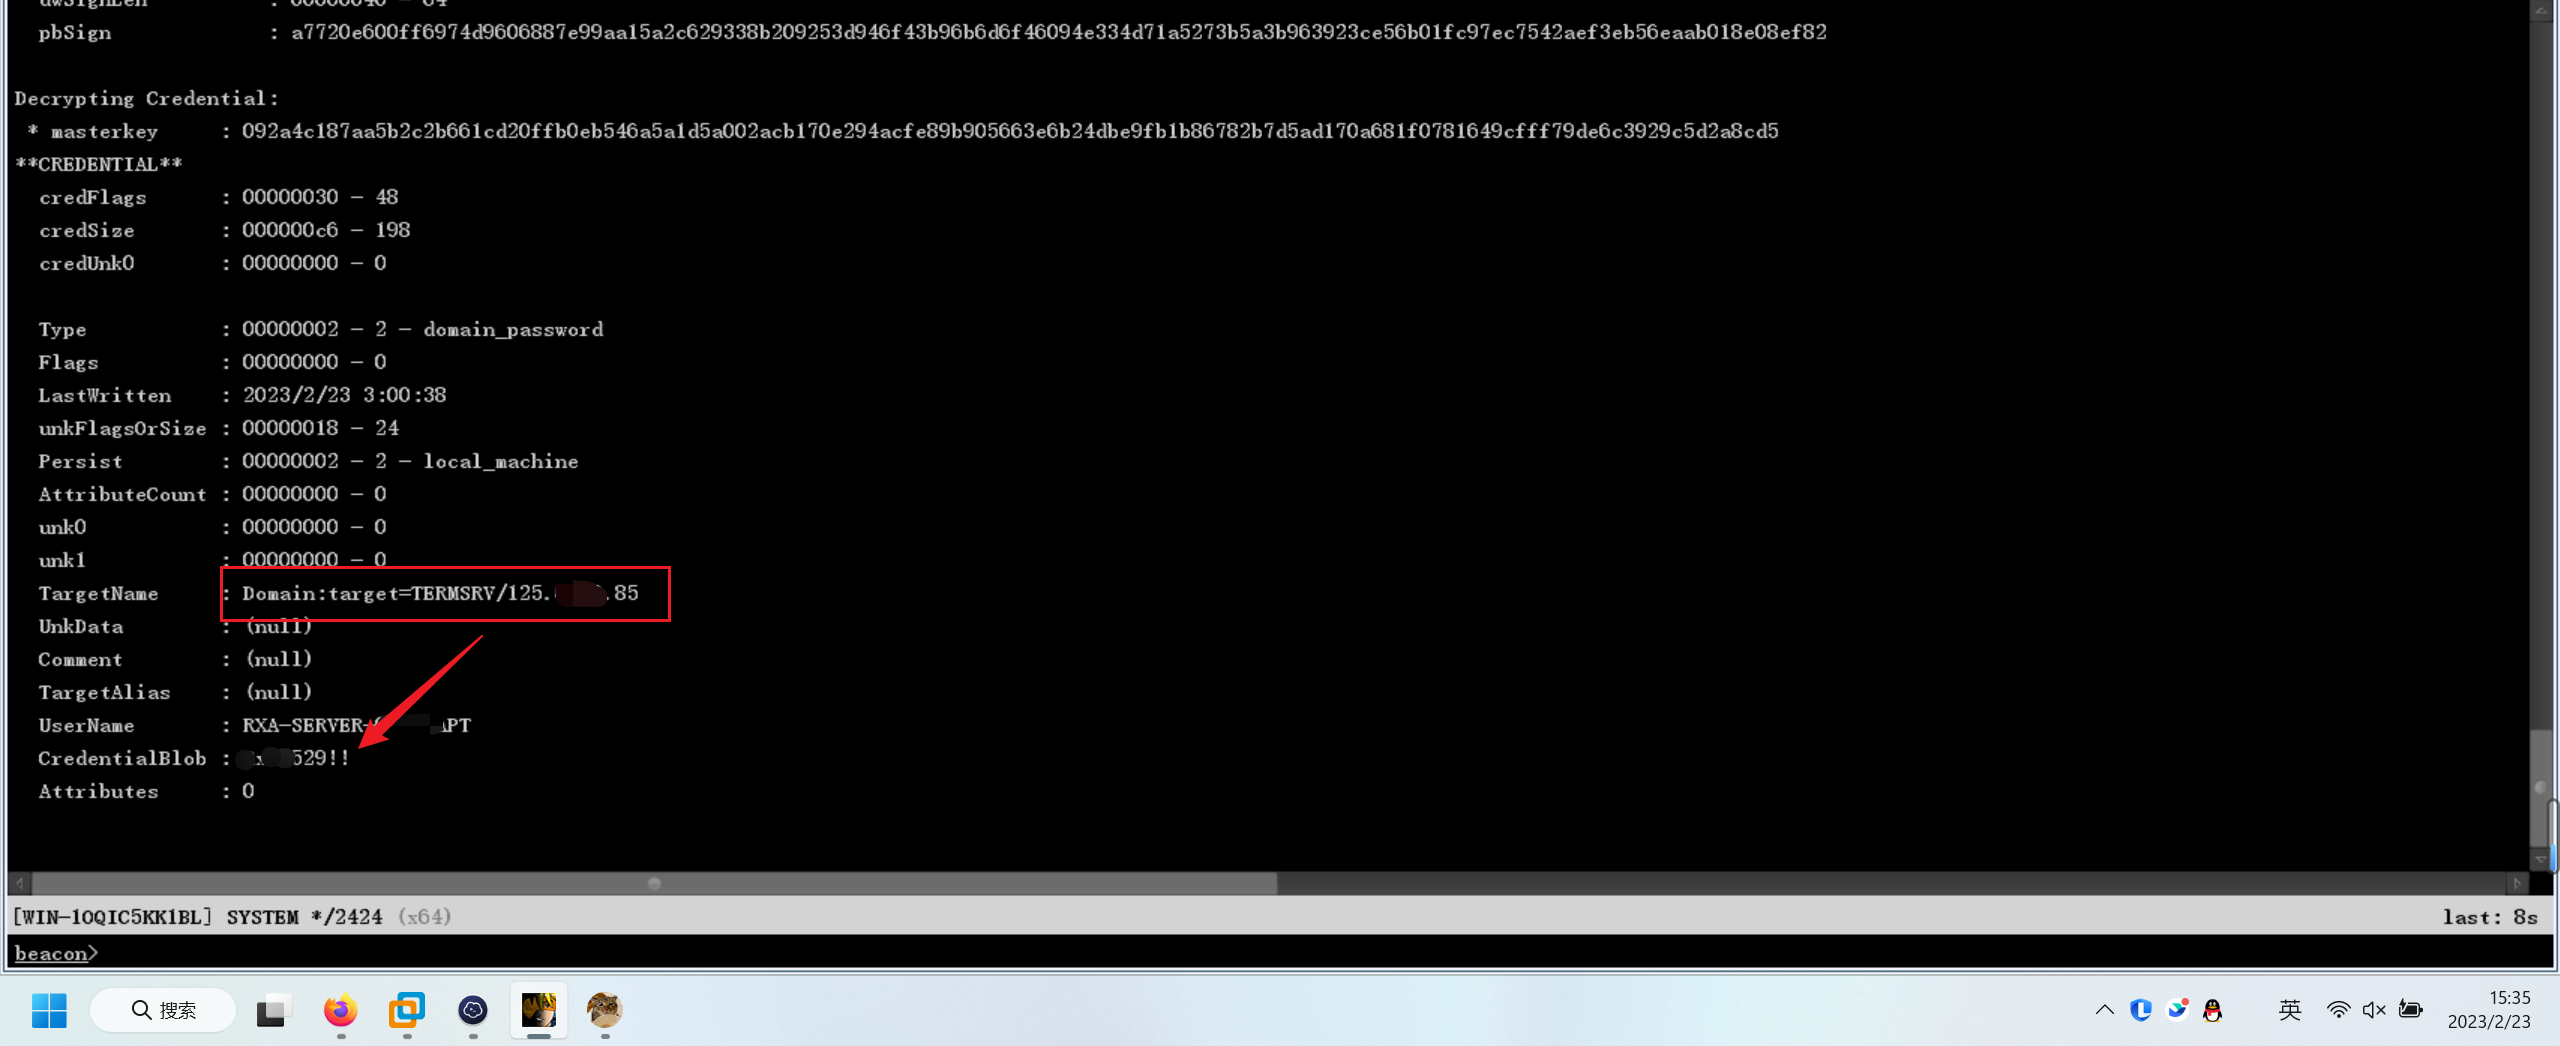 pbSign : a7720e600ff6974d9606887e99aa15a2c629338b209253d946f43b96b6d6f46094e334d71a5273b5a3b963923ce56b01fc97ec7542aef3eb56eaab018e08ef82
Decrypting Credential:
* masterkey : 092a4c187aa5b2c2b661cd20ffb0eb546a5a1d5a002acb170e294acfe89b905663e6b24dbe9fb1b86782b7d5ad170a681f0781649cfff79de6c3929c5d2a8cd5
**CREDENTIAL**
credFlags : 00000030 - 48
credSize : 000000c6 - 198
credUnk0 : 00000000 - 0
Type : 00000002 - 2 - domain_password
Flags : 00000000 - 0
LastWritten : 2023/2/23 3:00:38
unkFlagsOrSize : 00000018 - 24
Persist : 00000002 - 2 - local_machine
AttributeCount : 00000000 - 0
unk0 : 00000000 - 0
unk1 : 00000000 - 0
TargetName : Domain:target=TERMSRV/125. .85
UnkData : (null)
Comment : (null)
TargetAlias : (null)
UserName : RXA-SERVER- APT
CredentialBlob : x 529!!
Attributes : 0
[WIN-1OQIC5KK1BL] SYSTEM */2424 (x64) last: 8s
beacon>
搜索
英
15:35
2023/2/23